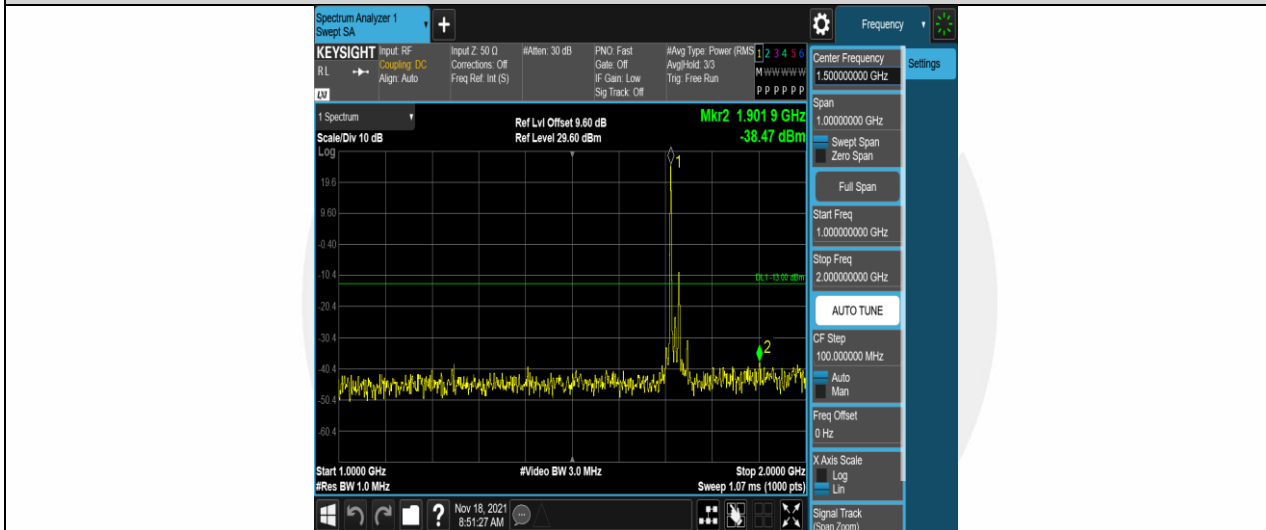 Spectrum Analyzer 1
Swept SA
Frequency
KEYSIGHT
RL
LXI
Input: RF
Coupling: DC
Align: Auto
Input Z: 50 Ω
Corrections: Off
Freq Ref: Int (S)
#Atten: 30 dB
PNO: Fast
Gate: Off
IF Gain: Low
Sig Track: Off
#Avg Type: Power (RMS
Avg|Hold: 3/3
Trig: Free Run
1 2 3 4 5 6
M W W W W W
P P P P P P
1 Spectrum
Scale/Div 10 dB
Log
Ref Lvl Offset 9.60 dB
Ref Level 29.60 dBm
Mkr2 1.901 9 GHz
-38.47 dBm
1
19.6
9.60
-0.40
-10.4
DL1 -13.00 dBm
-20.4
-30.4
2
-40.4
-50.4
-60.4
Start 1.0000 GHz
#Video BW 3.0 MHz
Stop 2.0000 GHz
#Res BW 1.0 MHz
Sweep 1.07 ms (1000 pts)
Nov 18, 2021
8:51:27 AM
Center Frequency
1.500000000 GHz
Settings
Span
1.00000000 GHz
Swept Span
Zero Span
Full Span
Start Freq
1.000000000 GHz
Stop Freq
2.000000000 GHz
AUTO TUNE
CF Step
100.000000 MHz
Auto
Man
Freq Offset
0 Hz
X Axis Scale
Log
Lin
Signal Track
(Span Zoom)